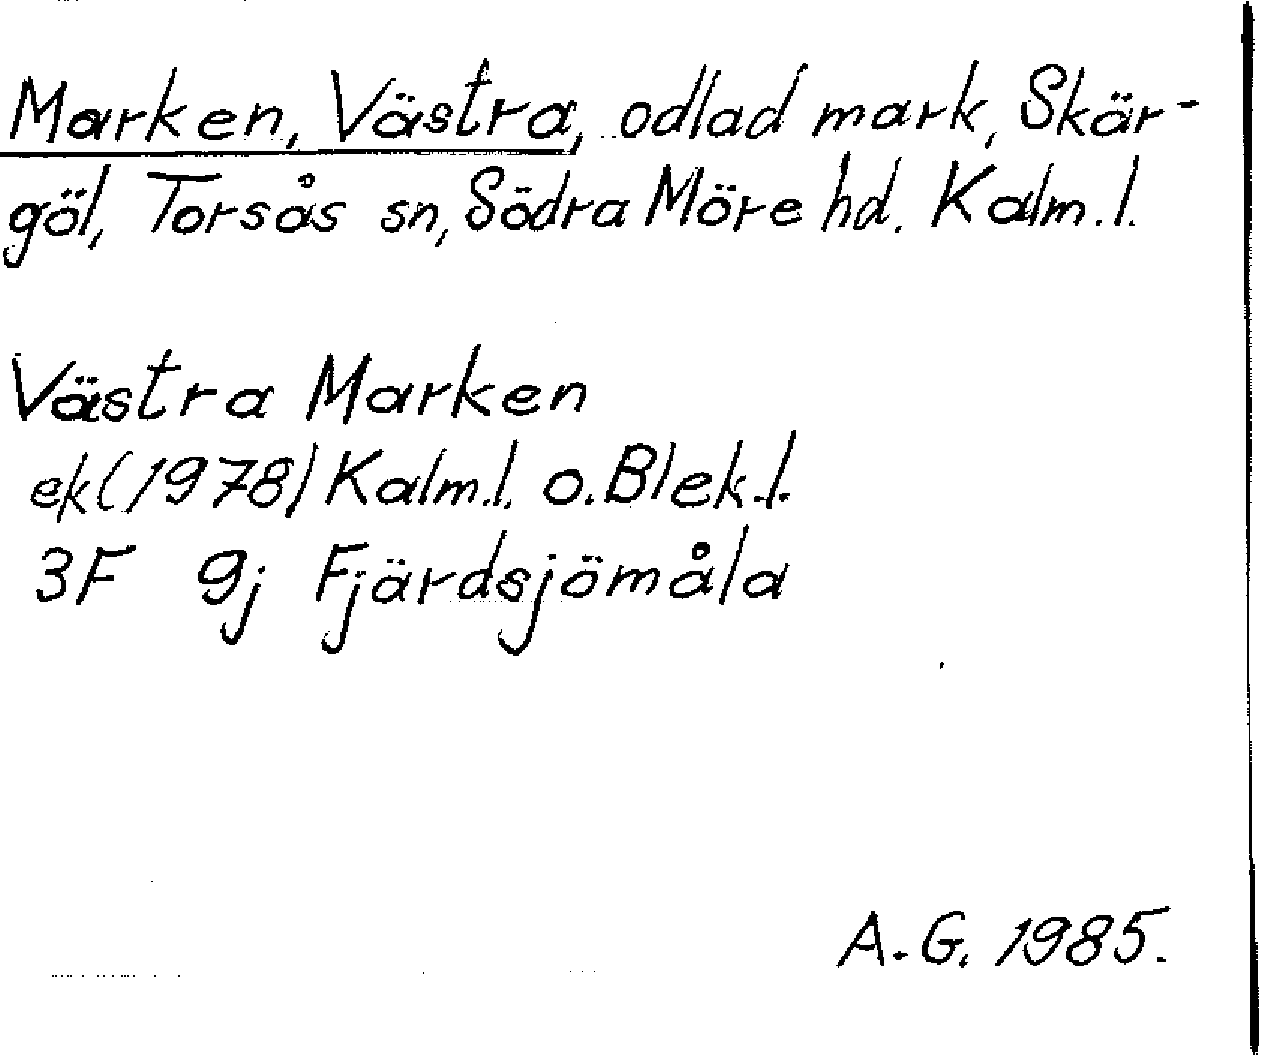 Marken, Västra, odlad mark, Skär-
göl, Torsås sn, Södra Möre hd. Kalm.l.
Västra Marken
ek(1978) Kalm.l. o.Blek.l.
3F 9j Fjärdsjömåla
A.G. 1985.